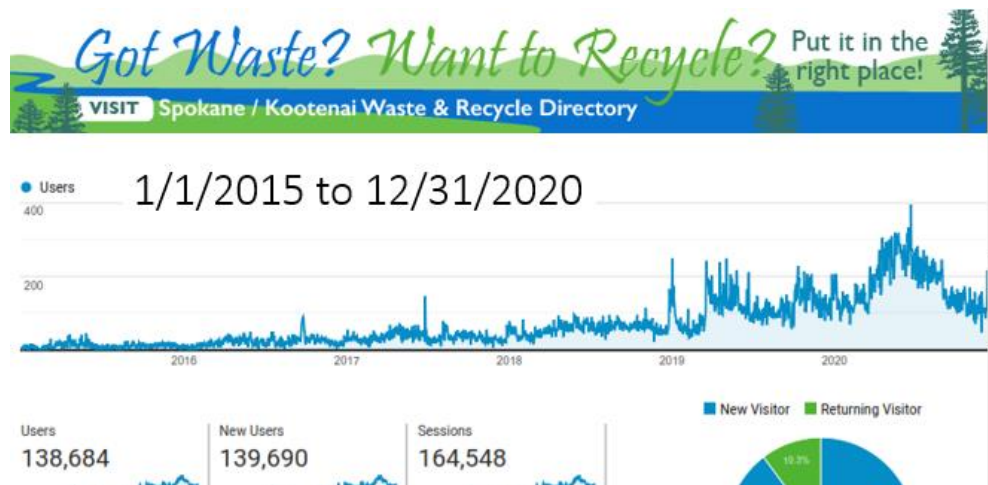 Got Waste? Want to Recycle? Put it in the
right place!
VISIT Spokane / Kootenai Waste & Recycle Directory
Users 1/1/2015 to 12/31/2020
400
200
2016 2017 2018 2019 2020
New Visitor Returning Visitor
Users New Users Sessions
138,684 139,690 164,548
10.3%